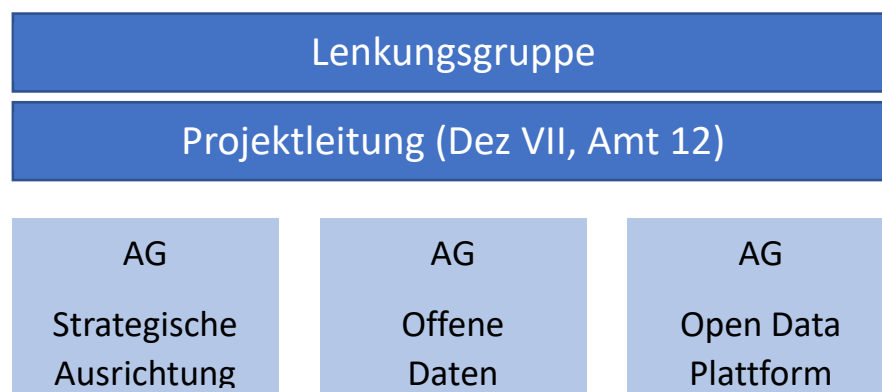 Lenkungsgruppe
Projektleitung (Dez VII, Amt 12)
AG
Strategische
Ausrichtung
AG
Offene
Daten
AG
Open Data
Plattform